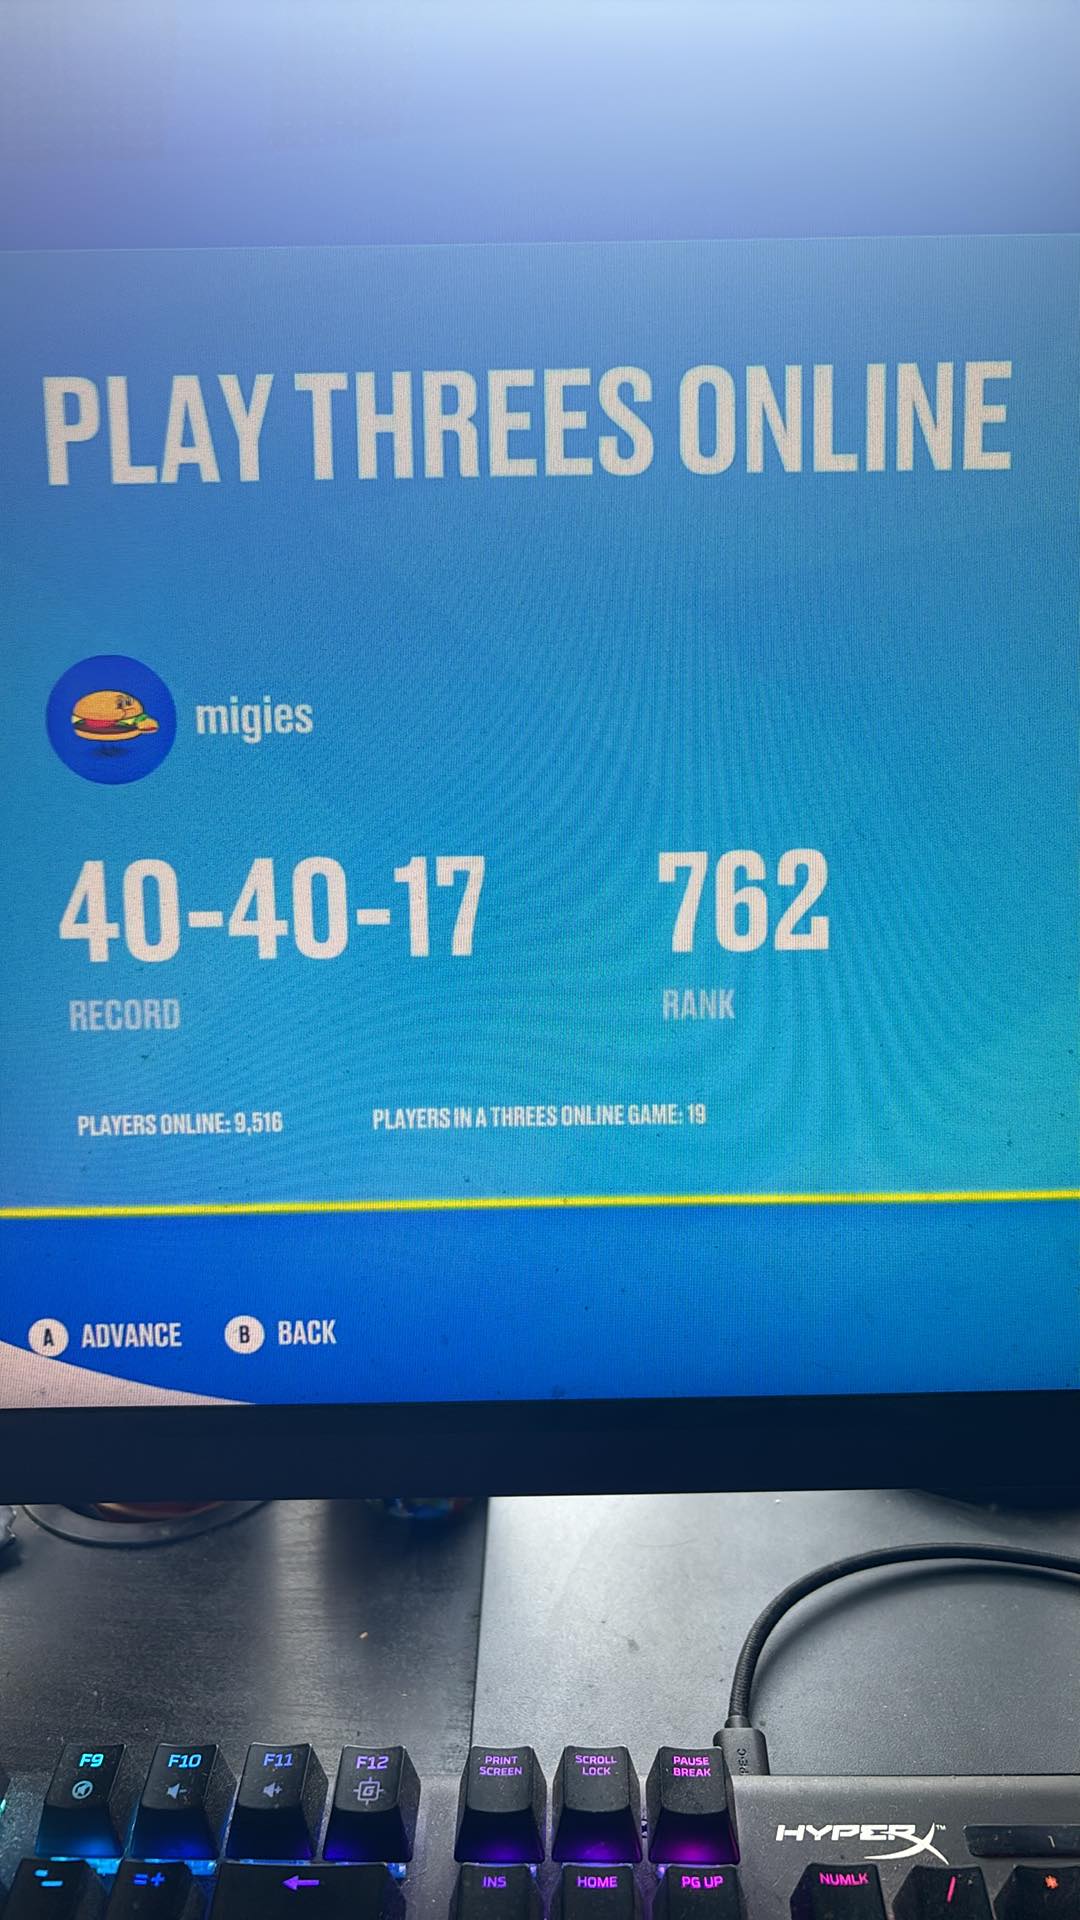 PLAY THREES ONLINE
migies
40-40-17
762
RECORD
RANK
PLAYERS ONLINE: 9,516
PLAYERS IN A THREES ONLINE GAME: 19
A ADVANCE B BACK
F9 F10 F11 F12 PRINT SCREEN SCROLL LOCK PAUSE BREAK
G
HYPERX™
- =+ ← INS HOME PG UP NUMLK / *